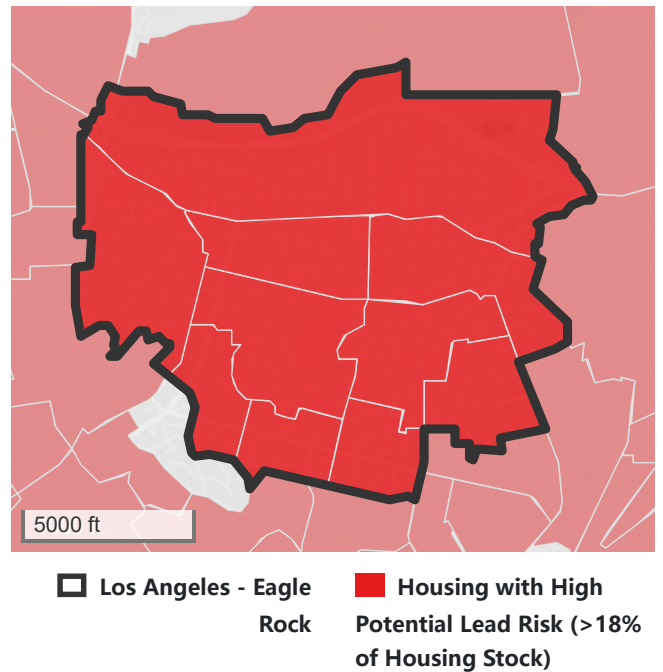 5000 ft
Los Angeles - Eagle
Rock
Housing with High
Potential Lead Risk (>18%
of Housing Stock)